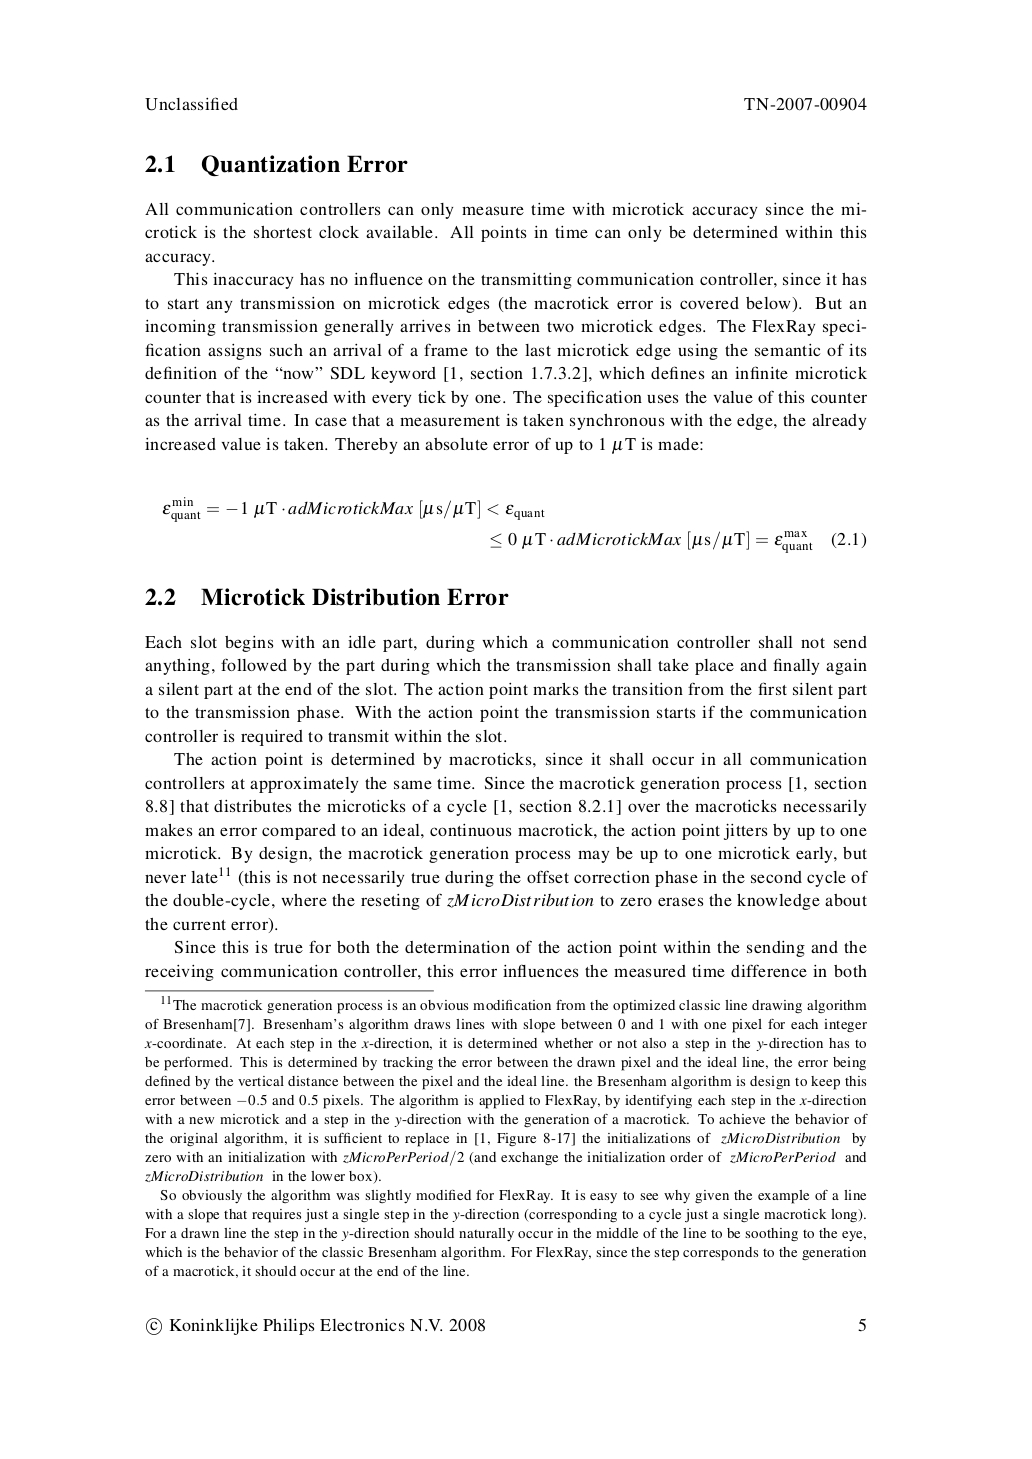 Unclassified TN-2007-00904
2.1 Quantization Error
All communication controllers can only measure time with microtick accuracy since the mi-
crotick is the shortest clock available. All points in time can only be determined within this
accuracy.
This inaccuracy has no influence on the transmitting communication controller, since it has
to start any transmission on microtick edges (the macrotick error is covered below). But an
incoming transmission generally arrives in between two microtick edges. The FlexRay speci-
fication assigns such an arrival of a frame to the last microtick edge using the semantic of its
definition of the “now” SDL keyword [1, section 1.7.3.2], which defines an infinite microtick
counter that is increased with every tick by one. The specification uses the value of this counter
as the arrival time. In case that a measurement is taken synchronous with the edge, the already
increased value is taken. Thereby an absolute error of up to 1 μT is made:
ε^min_quant = −1 μT · adMicrotickMax [μs/μT] < ε_quant
≤ 0 μT · adMicrotickMax [μs/μT] = ε^max_quant (2.1)
2.2 Microtick Distribution Error
Each slot begins with an idle part, during which a communication controller shall not send
anything, followed by the part during which the transmission shall take place and finally again
a silent part at the end of the slot. The action point marks the transition from the first silent part
to the transmission phase. With the action point the transmission starts if the communication
controller is required to transmit within the slot.
The action point is determined by macroticks, since it shall occur in all communication
controllers at approximately the same time. Since the macrotick generation process [1, section
8.8] that distributes the microticks of a cycle [1, section 8.2.1] over the macroticks necessarily
makes an error compared to an ideal, continuous macrotick, the action point jitters by up to one
microtick. By design, the macrotick generation process may be up to one microtick early, but
never late¹¹ (this is not necessarily true during the offset correction phase in the second cycle of
the double-cycle, where the reseting of zMicroDistribution to zero erases the knowledge about
the current error).
Since this is true for both the determination of the action point within the sending and the
receiving communication controller, this error influences the measured time difference in both
¹¹The macrotick generation process is an obvious modification from the optimized classic line drawing algorithm
of Bresenham[7]. Bresenham’s algorithm draws lines with slope between 0 and 1 with one pixel for each integer
x-coordinate. At each step in the x-direction, it is determined whether or not also a step in the y-direction has to
be performed. This is determined by tracking the error between the drawn pixel and the ideal line, the error being
defined by the vertical distance between the pixel and the ideal line. the Bresenham algorithm is design to keep this
error between −0.5 and 0.5 pixels. The algorithm is applied to FlexRay, by identifying each step in the x-direction
with a new microtick and a step in the y-direction with the generation of a macrotick. To achieve the behavior of
the original algorithm, it is sufficient to replace in [1, Figure 8-17] the initializations of zMicroDistribution by
zero with an initialization with zMicroPerPeriod/2 (and exchange the initialization order of zMicroPerPeriod and
zMicroDistribution in the lower box).
So obviously the algorithm was slightly modified for FlexRay. It is easy to see why given the example of a line
with a slope that requires just a single step in the y-direction (corresponding to a cycle just a single macrotick long).
For a drawn line the step in the y-direction should naturally occur in the middle of the line to be soothing to the eye,
which is the behavior of the classic Bresenham algorithm. For FlexRay, since the step corresponds to the generation
of a macrotick, it should occur at the end of the line.
© Koninklijke Philips Electronics N.V. 2008 5